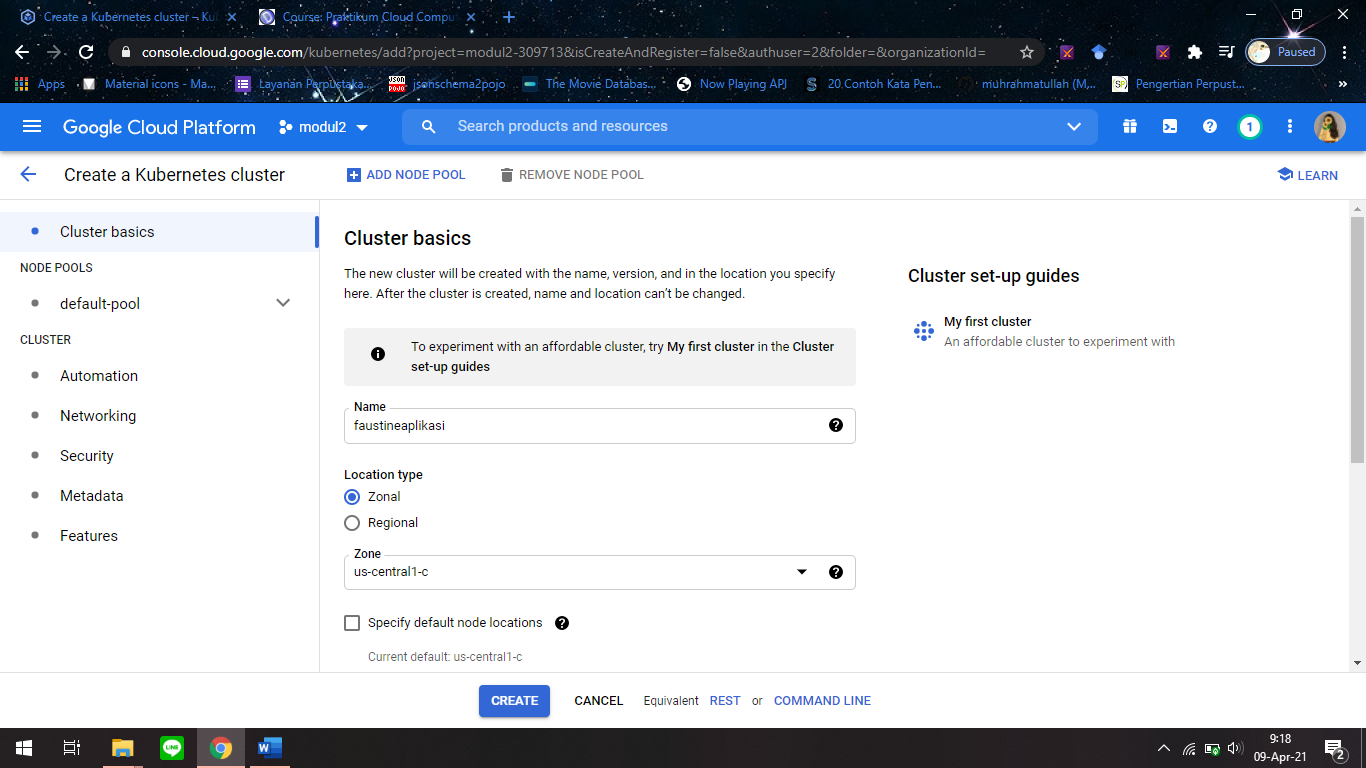 Create a Kubernetes cluster – Ku
Course: Praktikum Cloud Comput
console.cloud.google.com/kubernetes/add?project=modul2-309713&isCreateAndRegister=false&authuser=2&folder=&organizationId=
Paused
Apps
Material icons - Ma...
Layanan Perpustaka...
JSON
POJO
jsonschema2pojo
The Movie Databas...
Now Playing API
20 Contoh Kata Pen...
muhrahmatullah (M...
SP
Pengertian Perpust...
»
Google Cloud Platform
modul2
Search products and resources
1
Create a Kubernetes cluster
ADD NODE POOL
REMOVE NODE POOL
LEARN
Cluster basics
NODE POOLS
default-pool
CLUSTER
Automation
Networking
Security
Metadata
Features
Cluster basics
The new cluster will be created with the name, version, and in the location you specify
here. After the cluster is created, name and location can't be changed.
To experiment with an affordable cluster, try My first cluster in the Cluster
set-up guides
Name
faustineaplikasi
Location type
Zonal
Regional
Zone
us-central1-c
Specify default node locations
Current default: us-central1-c
Cluster set-up guides
My first cluster
An affordable cluster to experiment with
CREATE
CANCEL
Equivalent REST or COMMAND LINE
LINE
W
9:18
09-Apr-21
2